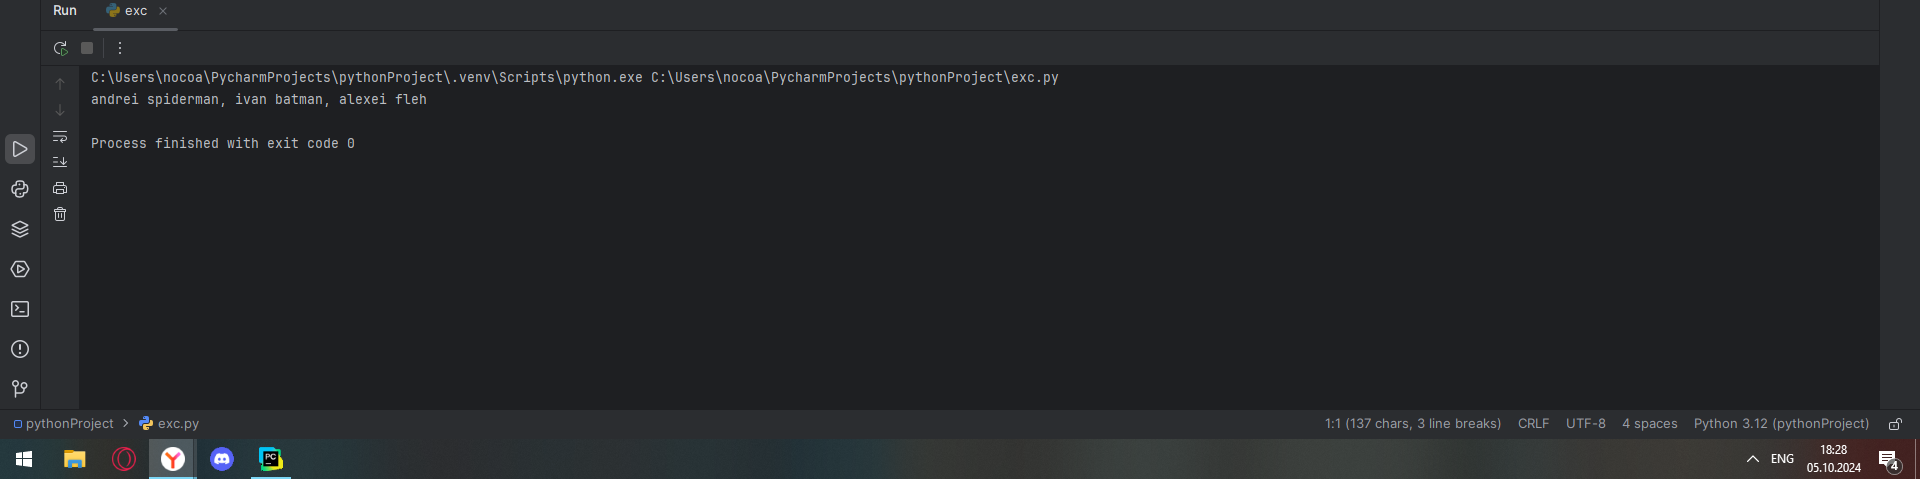 Run exc
C:\Users\nocoa\PycharmProjects\pythonProject\.venv\Scripts\python.exe C:\Users\nocoa\PycharmProjects\pythonProject\exc.py
andrei spiderman, ivan batman, alexei fleh
Process finished with exit code 0
pythonProject > exc.py 1:1 (137 chars, 3 line breaks) CRLF UTF-8 4 spaces Python 3.12 (pythonProject)
PC ENG 18:28
05.10.2024 4